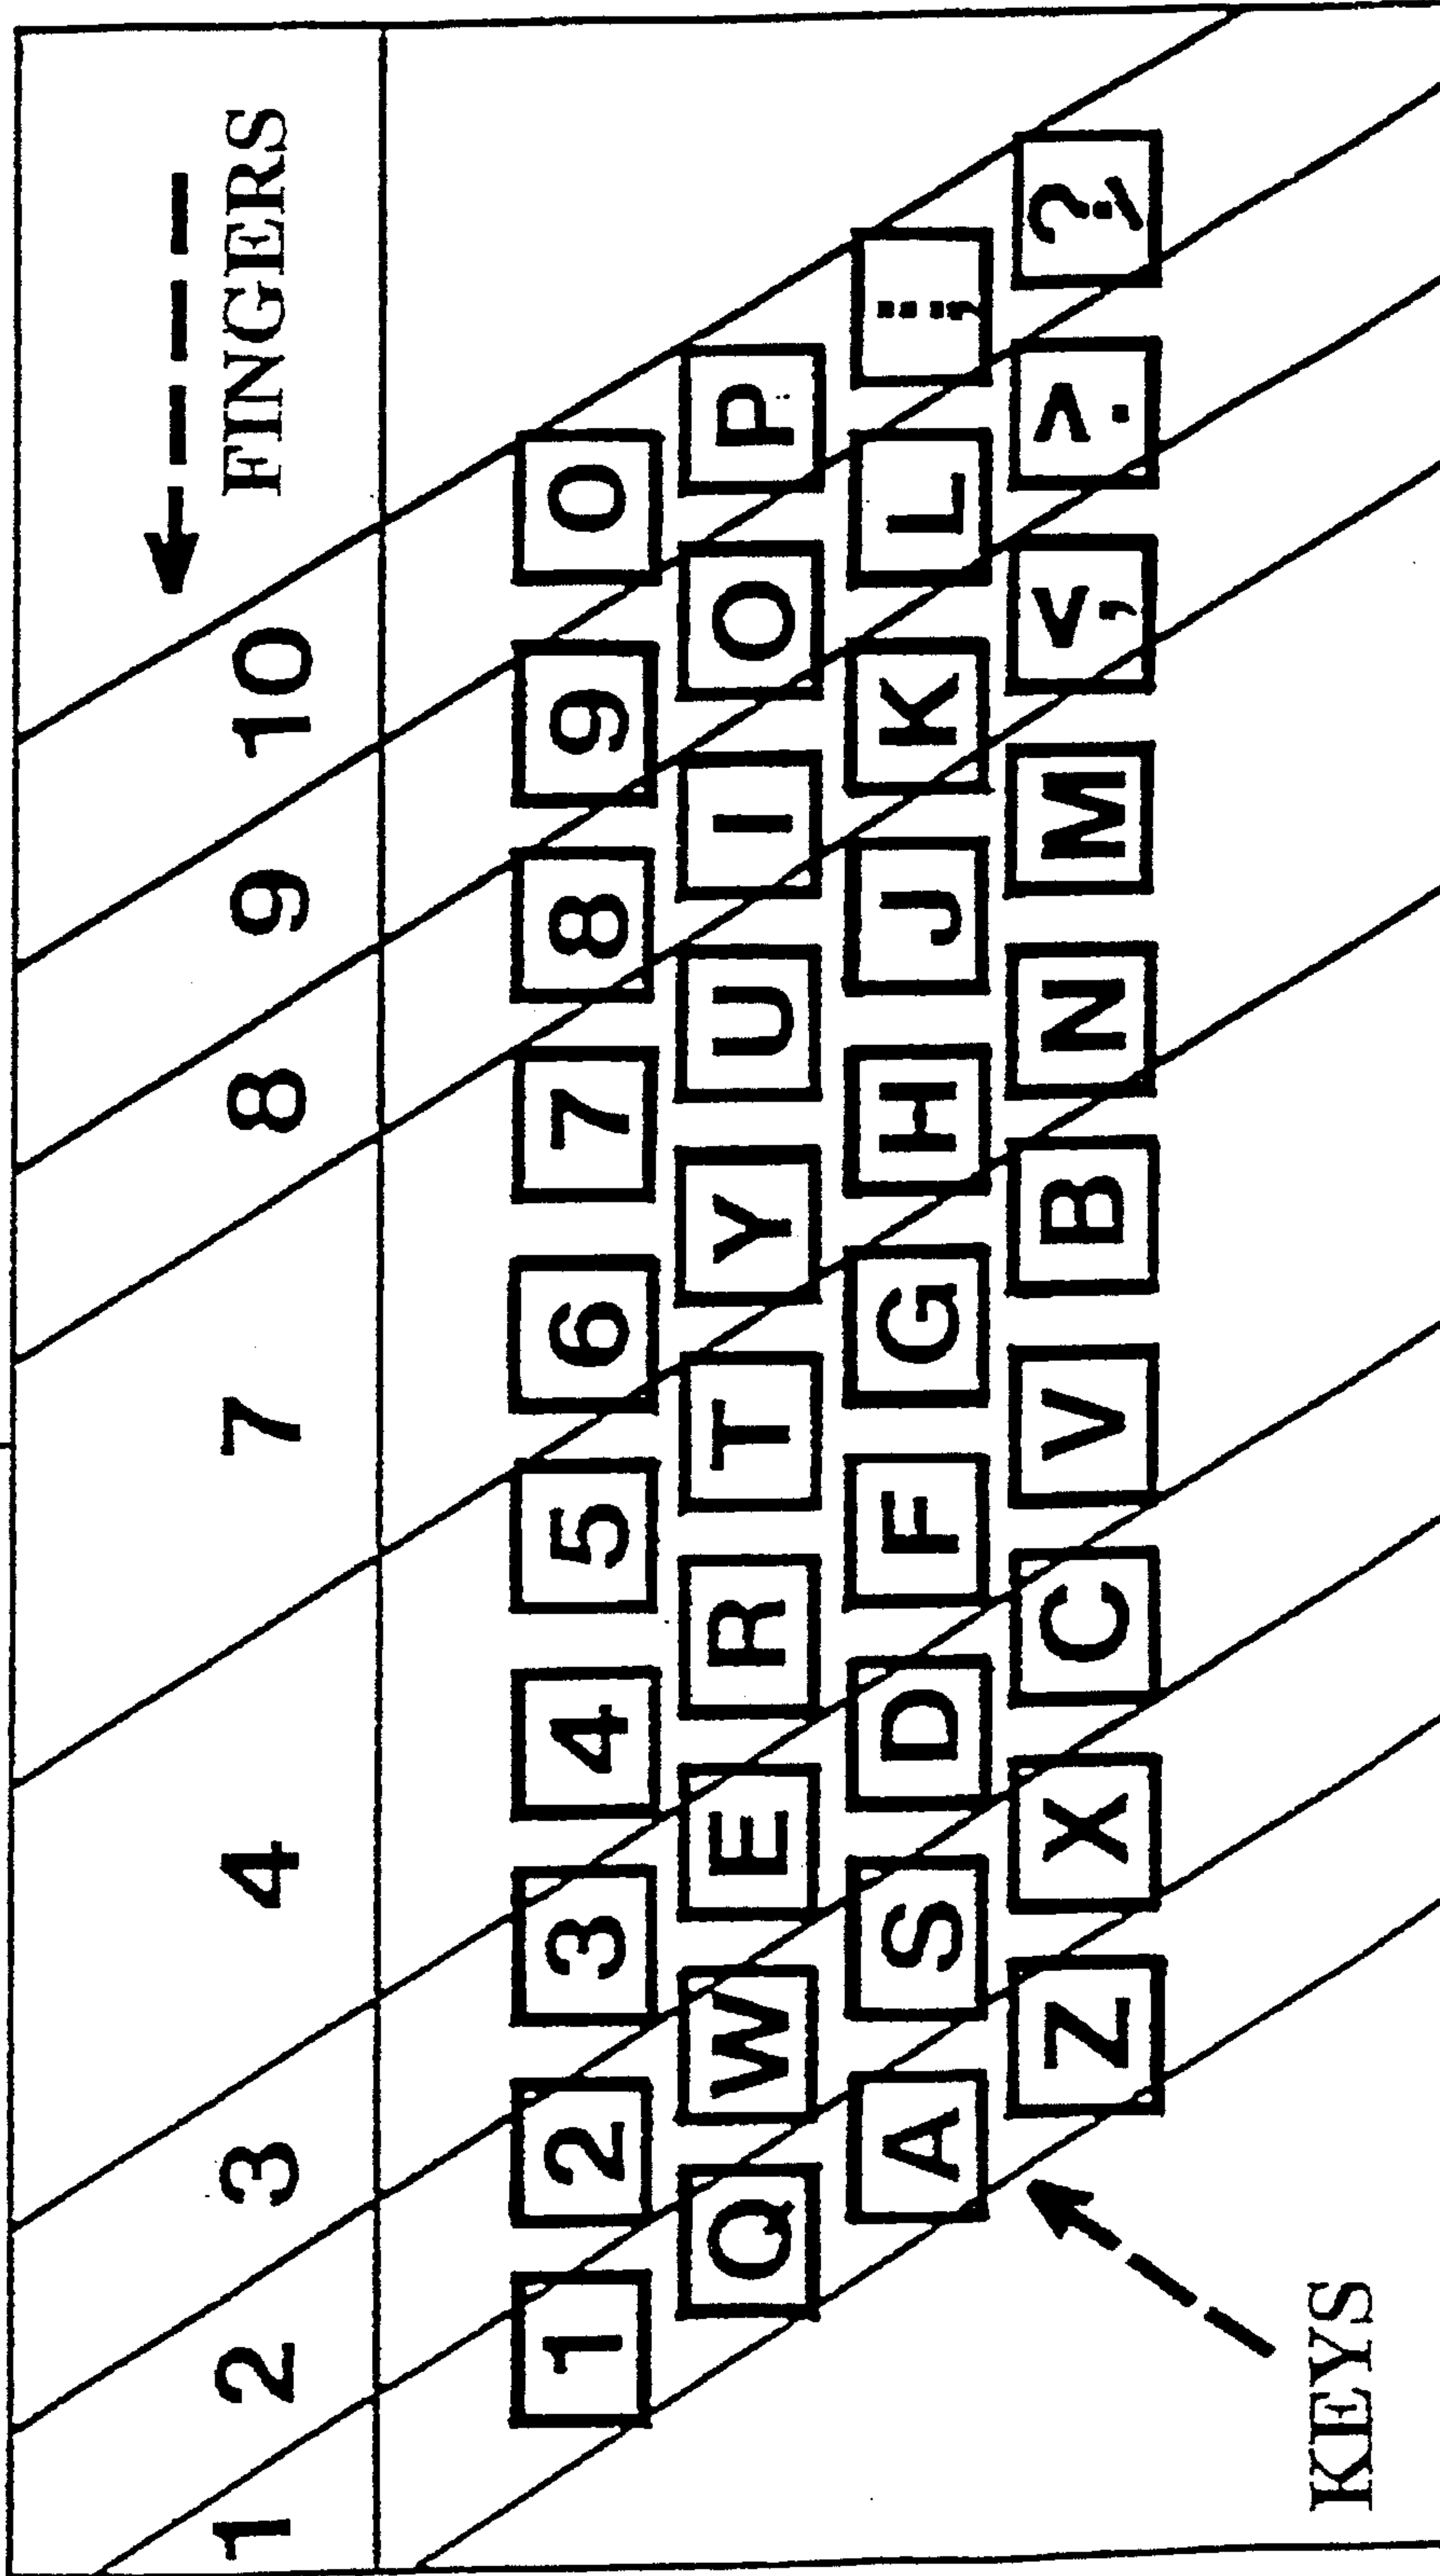 1 2 3 4 7 8 9 10 FINGERS
1 2 3 4 5 6 7 8 9 0
Q W E R T Y U I O P
A S D F G H J K L : ;
Z X C V B N M < , > . ? /
KEYS